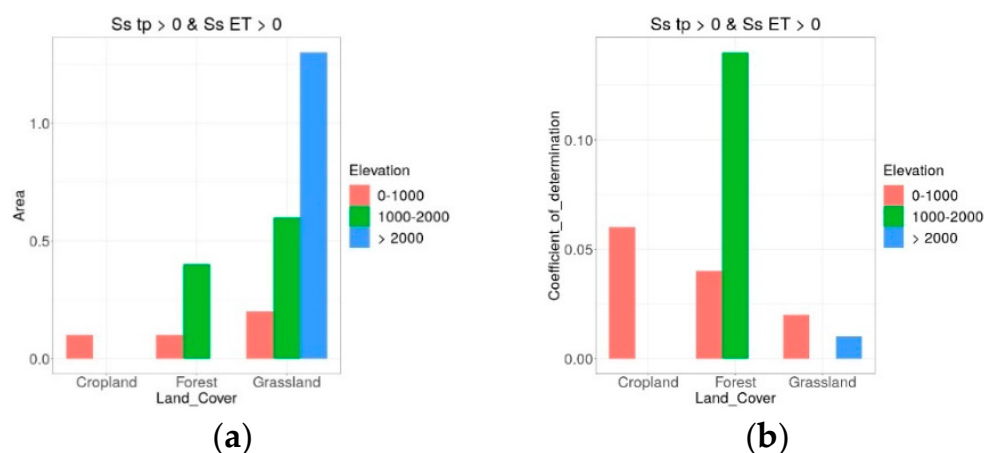 Ss tp > 0 & Ss ET > 0
1.0
0.5
0.0
Area
Cropland Forest Grassland
Land_Cover
Elevation
0-1000
1000-2000
> 2000
(a)
Ss tp > 0 & Ss ET > 0
0.10
0.05
0.00
Coefficient_of_determination
Cropland Forest Grassland
Land_Cover
Elevation
0-1000
1000-2000
> 2000
(b)